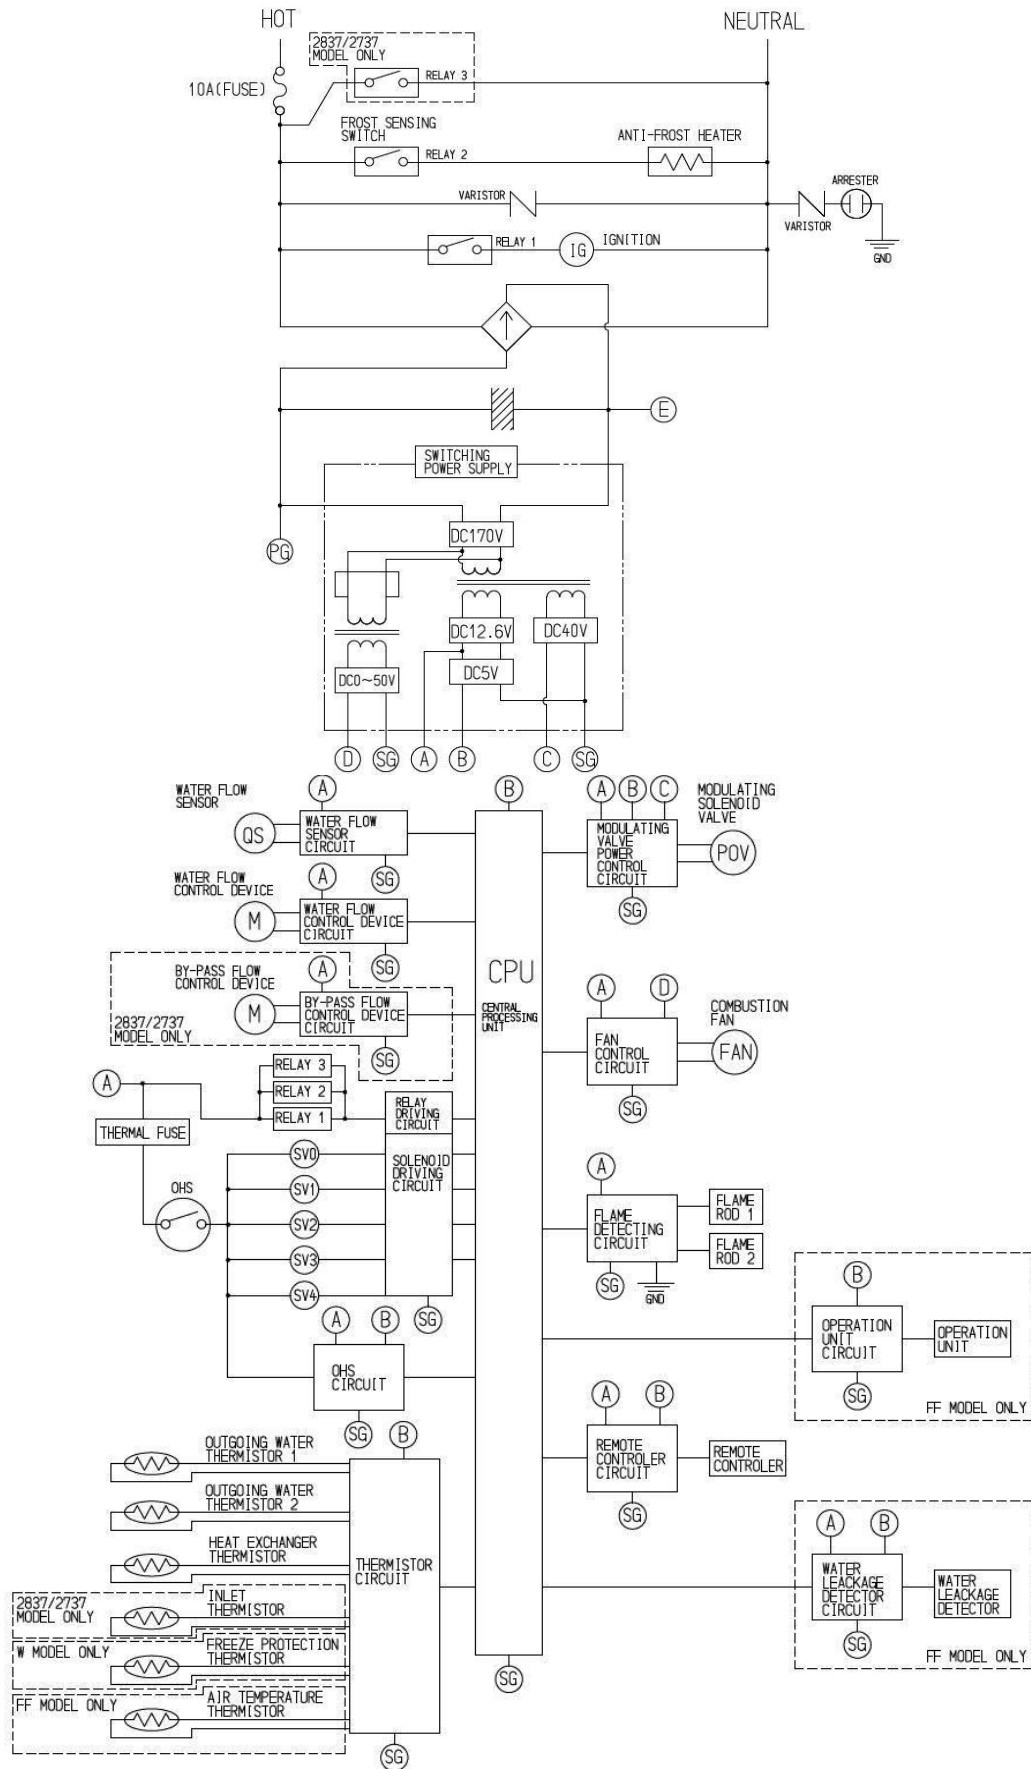 HOT
NEUTRAL
2837/2737
MODEL ONLY
RELAY 3
10A(FUSE)
FROST SENSING
SWITCH
RELAY 2
ANTI-FROST HEATER
VARISTOR
ARRESTER
VARISTOR
RELAY 1
IG
IGNITION
GND
E
SWITCHING
POWER SUPPLY
PG
DC170V
DC12.6V
DC40V
DC5V
DC0~50V
D
SG
A
B
C
SG
WATER FLOW
SENSOR
A
QS
WATER FLOW
SENSOR
CIRCUIT
SG
WATER FLOW
CONTROL DEVICE
A
M
WATER FLOW
CONTROL DEVICE
CIRCUIT
SG
BY-PASS FLOW
CONTROL DEVICE
A
M
BY-PASS FLOW
CONTROL DEVICE
CIRCUIT
2837/2737
MODEL ONLY
SG
B
CPU
CENTRAL
PROCESSING
UNIT
SG
A
B
C
MODULATING
SOLENOID
VALVE
MODULATING
VALVE
POWER
CONTROL
CIRCUIT
POV
SG
A
D
COMBUSTION
FAN
FAN
CONTROL
CIRCUIT
FAN
SG
A
THERMAL FUSE
RELAY 3
RELAY 2
RELAY 1
RELAY
DRIVING
CIRCUIT
OHS
SV0
SV1
SV2
SV3
SV4
SOLENOID
DRIVING
CIRCUIT
SG
A
B
OHS
CIRCUIT
SG
A
FLAME
DETECTING
CIRCUIT
FLAME
ROD 1
FLAME
ROD 2
SG
GND
B
OPERATION
UNIT
CIRCUIT
OPERATION
UNIT
SG
FF MODEL ONLY
A
B
REMOTE
CONTROLER
CIRCUIT
REMOTE
CONTROLER
SG
A
B
WATER
LEACKAGE
DETECTOR
CIRCUIT
WATER
LEACKAGE
DETECTOR
SG
FF MODEL ONLY
B
OUTGOING WATER
THERMISTOR 1
OUTGOING WATER
THERMISTOR 2
HEAT EXCHANGER
THERMISTOR
THERMISTOR
CIRCUIT
2837/2737
MODEL ONLY
INLET
THERMISTOR
W MODEL ONLY
FREEZE PROTECTION
THERMISTOR
FF MODEL ONLY
AIR TEMPERATURE
THERMISTOR
SG